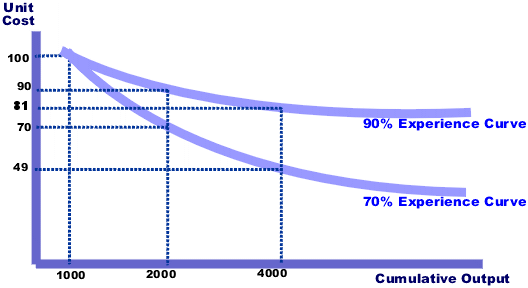 Unit
Cost
100
90
81
70
49
90% Experience Curve
70% Experience Curve
1000
2000
4000
Cumulative Output